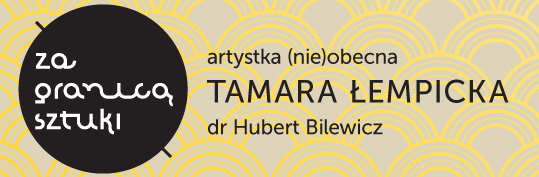 za
granicą
sztuki
artystka (nie)obecna
TAMARA ŁEMPICKA
dr Hubert Bilewicz